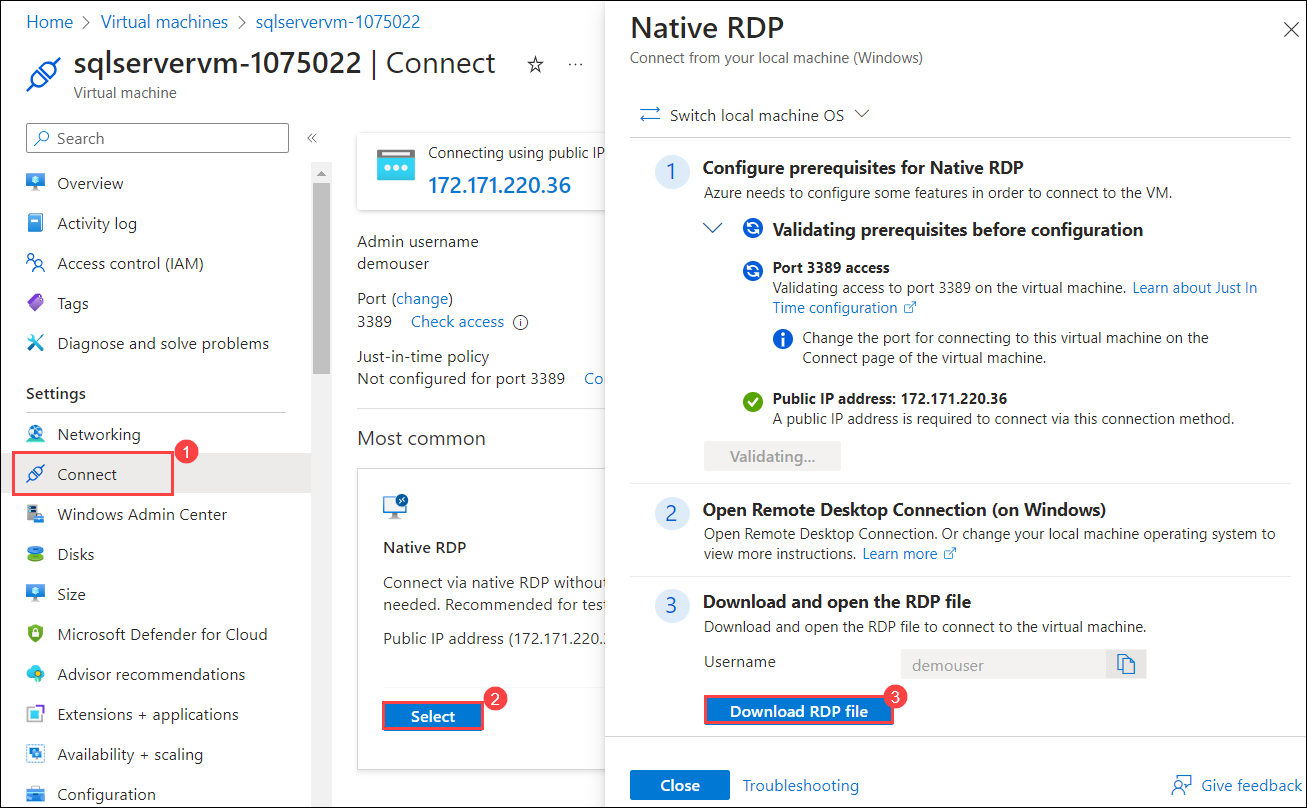 Home > Virtual machines > sqlservervm-1075022
sqlservervm-1075022 | Connect
Virtual machine
Search
Overview
Activity log
Access control (IAM)
Tags
Diagnose and solve problems
Settings
Networking
1
Connect
Windows Admin Center
Disks
Size
Microsoft Defender for Cloud
Advisor recommendations
Extensions + applications
Availability + scaling
Configuration
Connecting using public IP
172.171.220.36
Admin username
demouser
Port (change)
3389 Check access
Just-in-time policy
Not configured for port 3389 Co
Most common
Native RDP
Connect via native RDP without
needed. Recommended for test
Public IP address (172.171.220.
2
Select
Native RDP
Connect from your local machine (Windows)
Switch local machine OS
1 Configure prerequisites for Native RDP
Azure needs to configure some features in order to connect to the VM.
Validating prerequisites before configuration
Port 3389 access
Validating access to port 3389 on the virtual machine. Learn about Just In
Time configuration
Change the port for connecting to this virtual machine on the
Connect page of the virtual machine.
Public IP address: 172.171.220.36
A public IP address is required to connect via this connection method.
Validating...
2 Open Remote Desktop Connection (on Windows)
Open Remote Desktop Connection. Or change your local machine operating system to
view more instructions. Learn more
3 Download and open the RDP file
Download and open the RDP file to connect to the virtual machine.
Username demouser
3
Download RDP file
Close Troubleshooting Give feedback